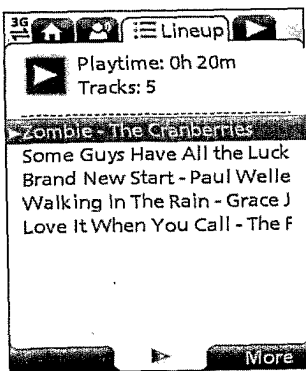 3G Lineup
Playtime: 0h 20m
Tracks: 5
Zombie - The Cranberries
Some Guys Have All the Luck
Brand New Start - Paul Welle
Walking In The Rain - Grace J
Love It When You Call - The F
More